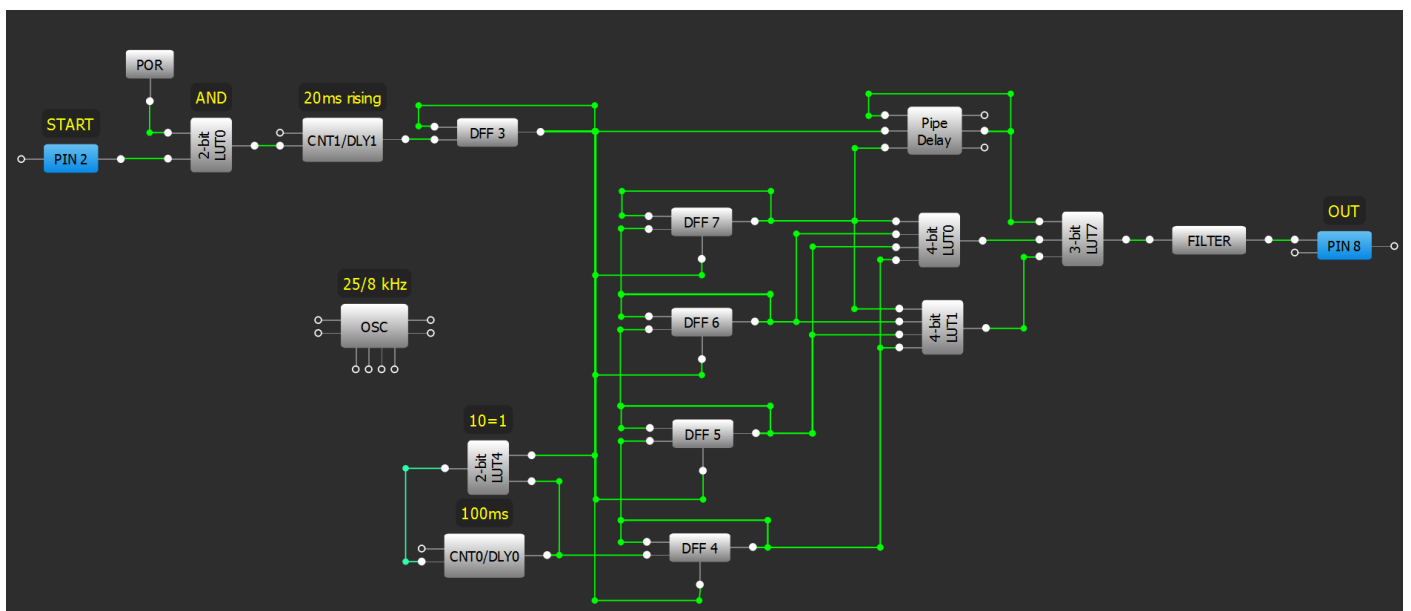 POR
AND
20ms rising
START
2-bit
LUT0
CNT1/DLY1
DFF 3
Pipe
Delay
PIN 2
DFF 7
4-bit
LUT0
3-bit
LUT7
OUT
FILTER
PIN 8
25/8 kHz
OSC
DFF 6
4-bit
LUT1
10=1
2-bit
LUT4
DFF 5
100ms
CNT0/DLY0
DFF 4